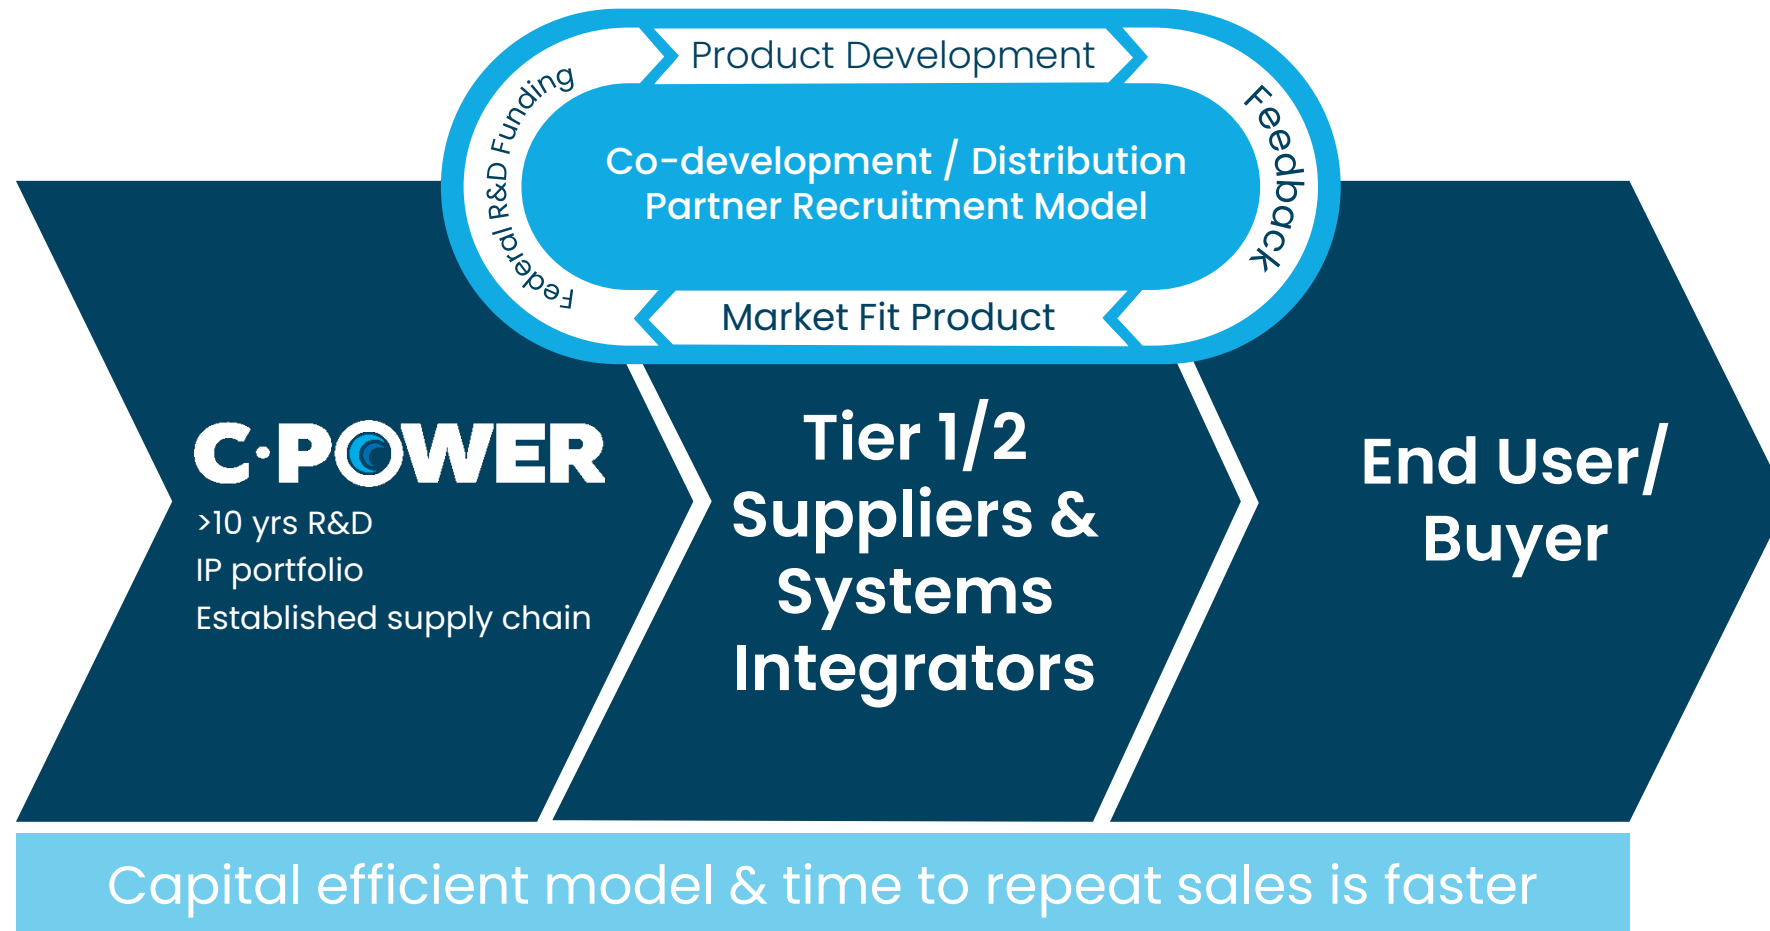 Product Development
Federal R&D Funding
Feedback
Co-development / Distribution
Partner Recruitment Model
Market Fit Product
C·POWER
>10 yrs R&D
IP portfolio
Established supply chain
Tier 1/2
Suppliers &
Systems
Integrators
End User/
Buyer
Capital efficient model & time to repeat sales is faster